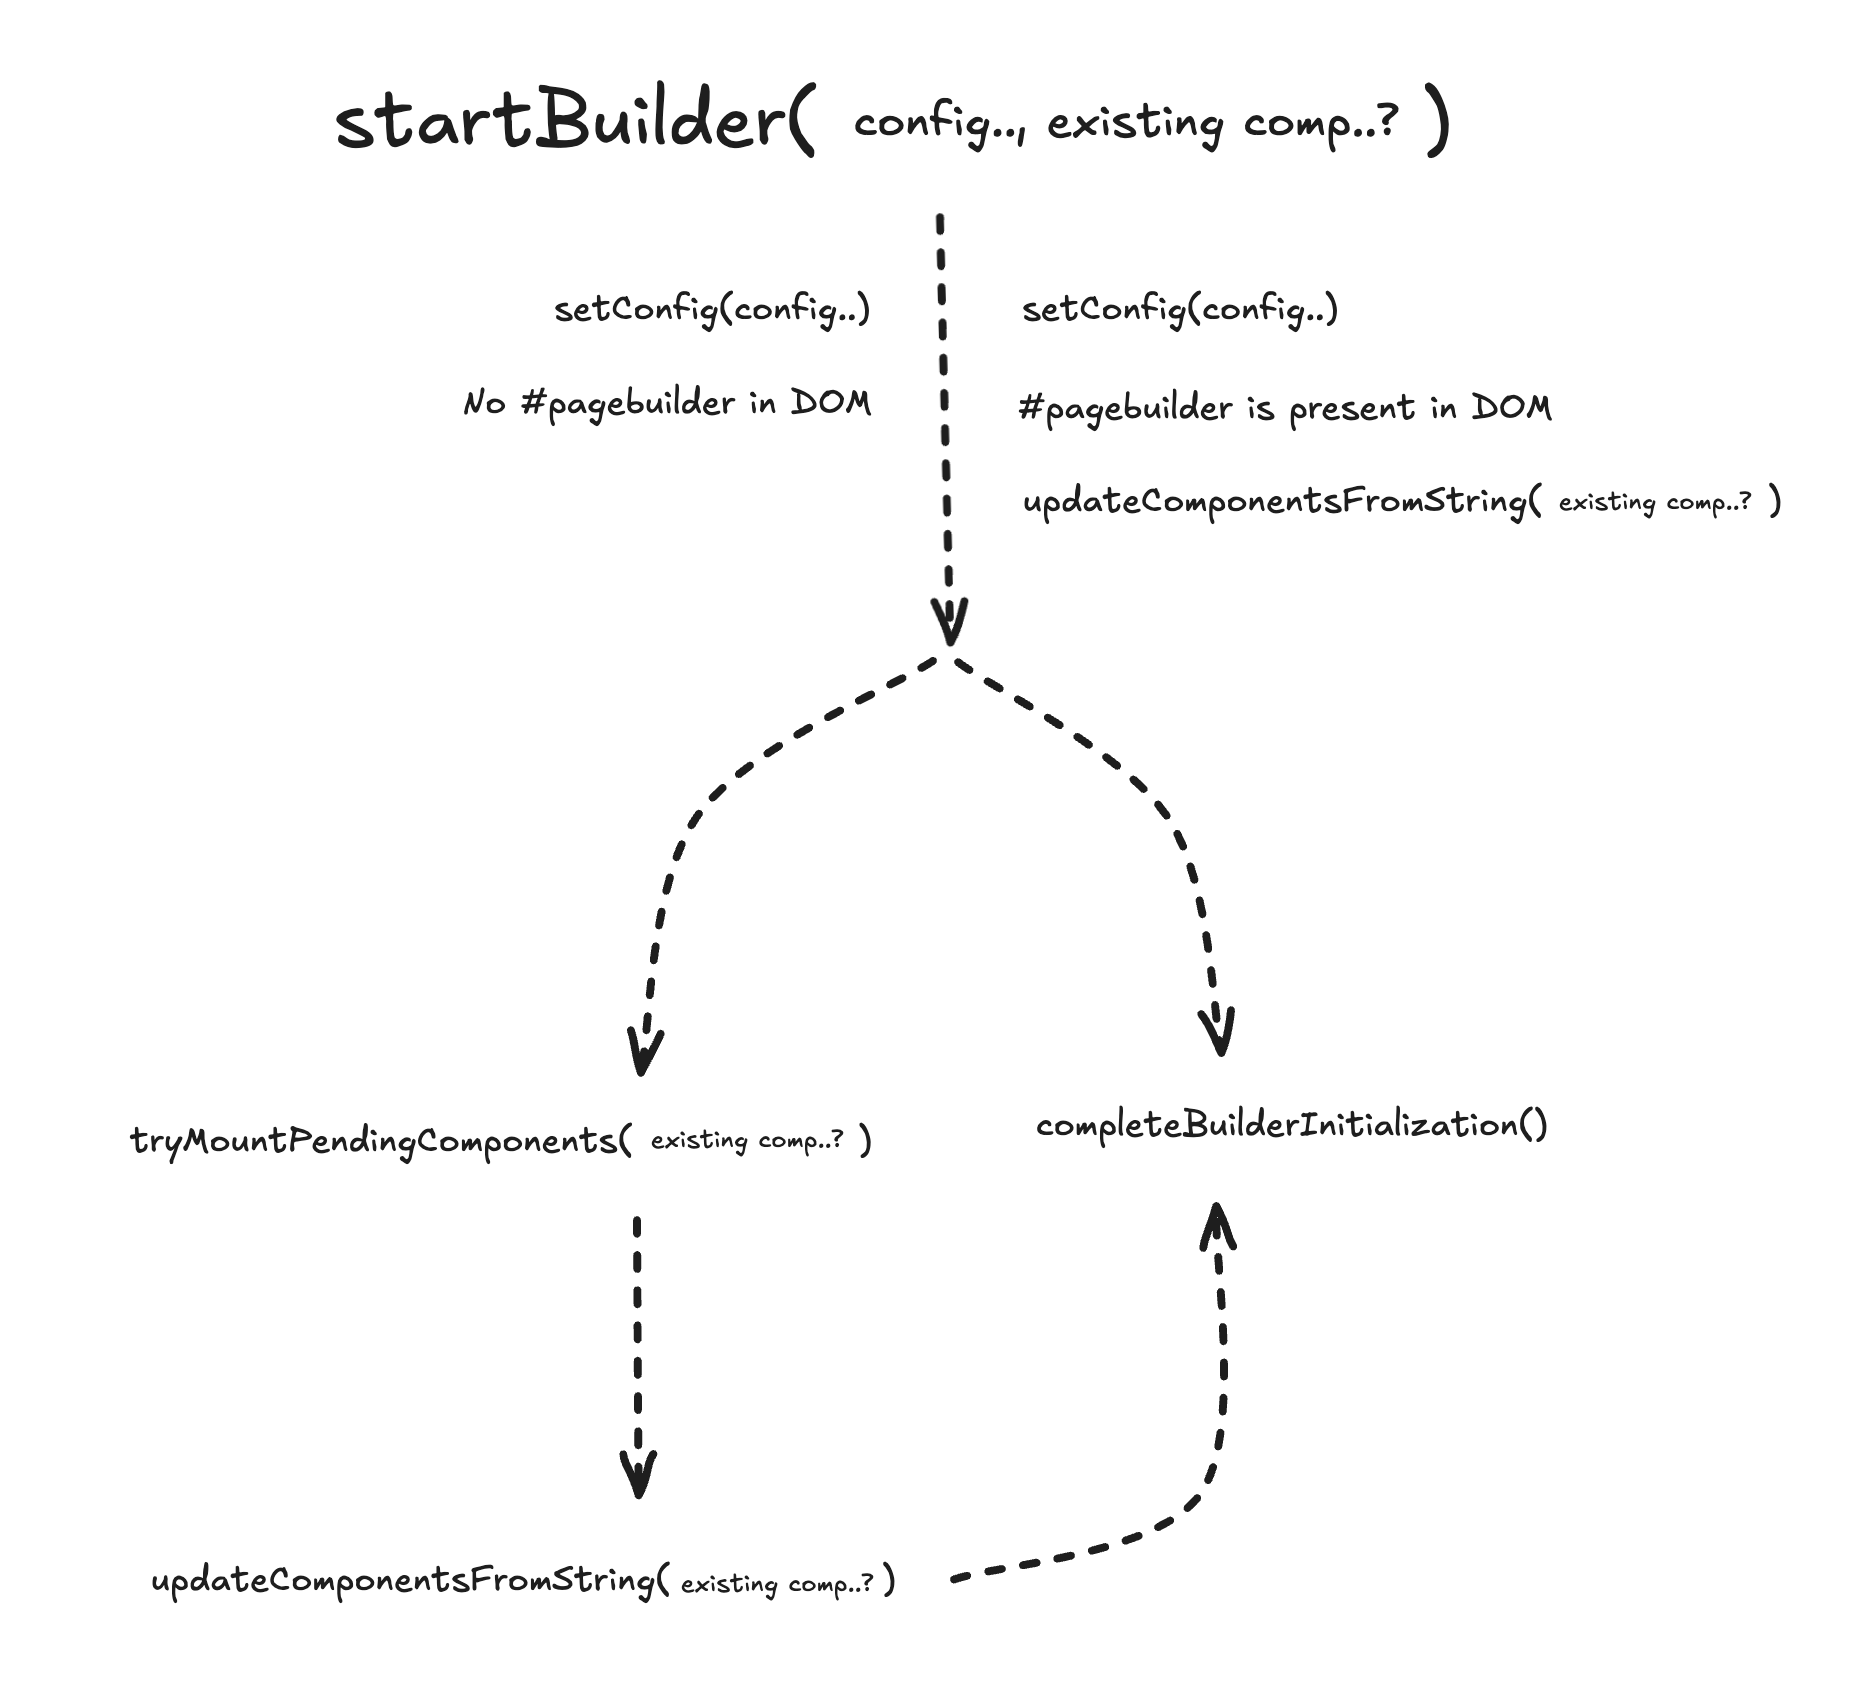 startBuilder( config.., existing comp..? )
setConfig(config..)
setConfig(config..)
No #pagebuilder in DOM
#pagebuilder is present in DOM
updateComponentsFromString( existing comp..? )
tryMountPendingComponents( existing comp..? )
completeBuilderInitialization()
updateComponentsFromString( existing comp..? )